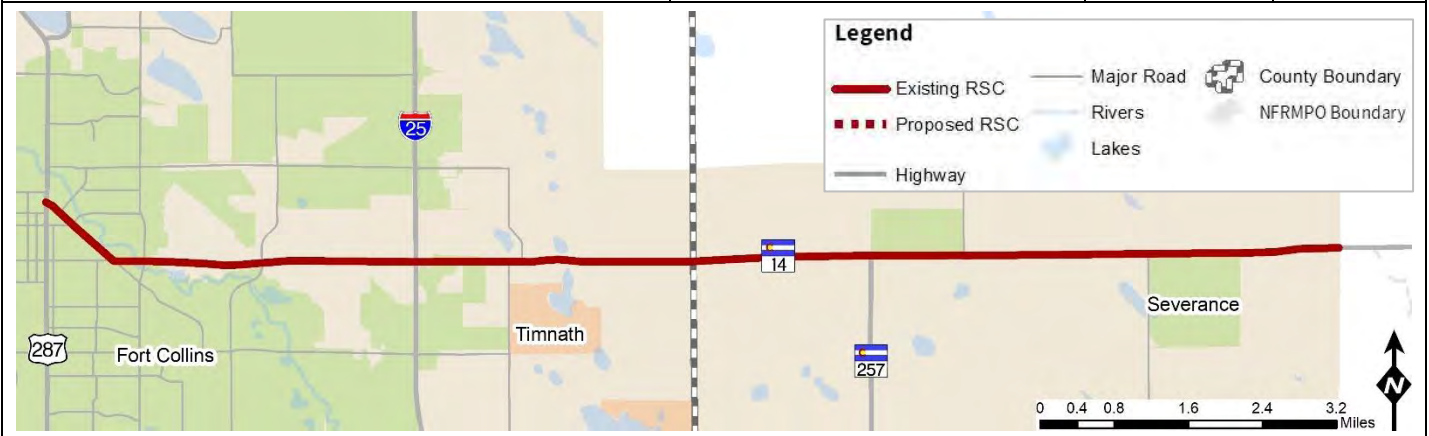 Legend
Existing RSC
Proposed RSC
Highway
Major Road
Rivers
Lakes
County Boundary
NFRMPO Boundary
25
14
257
287
Fort Collins
Timnath
Severance
N
0 0.4 0.8 1.6 2.4 3.2
Miles